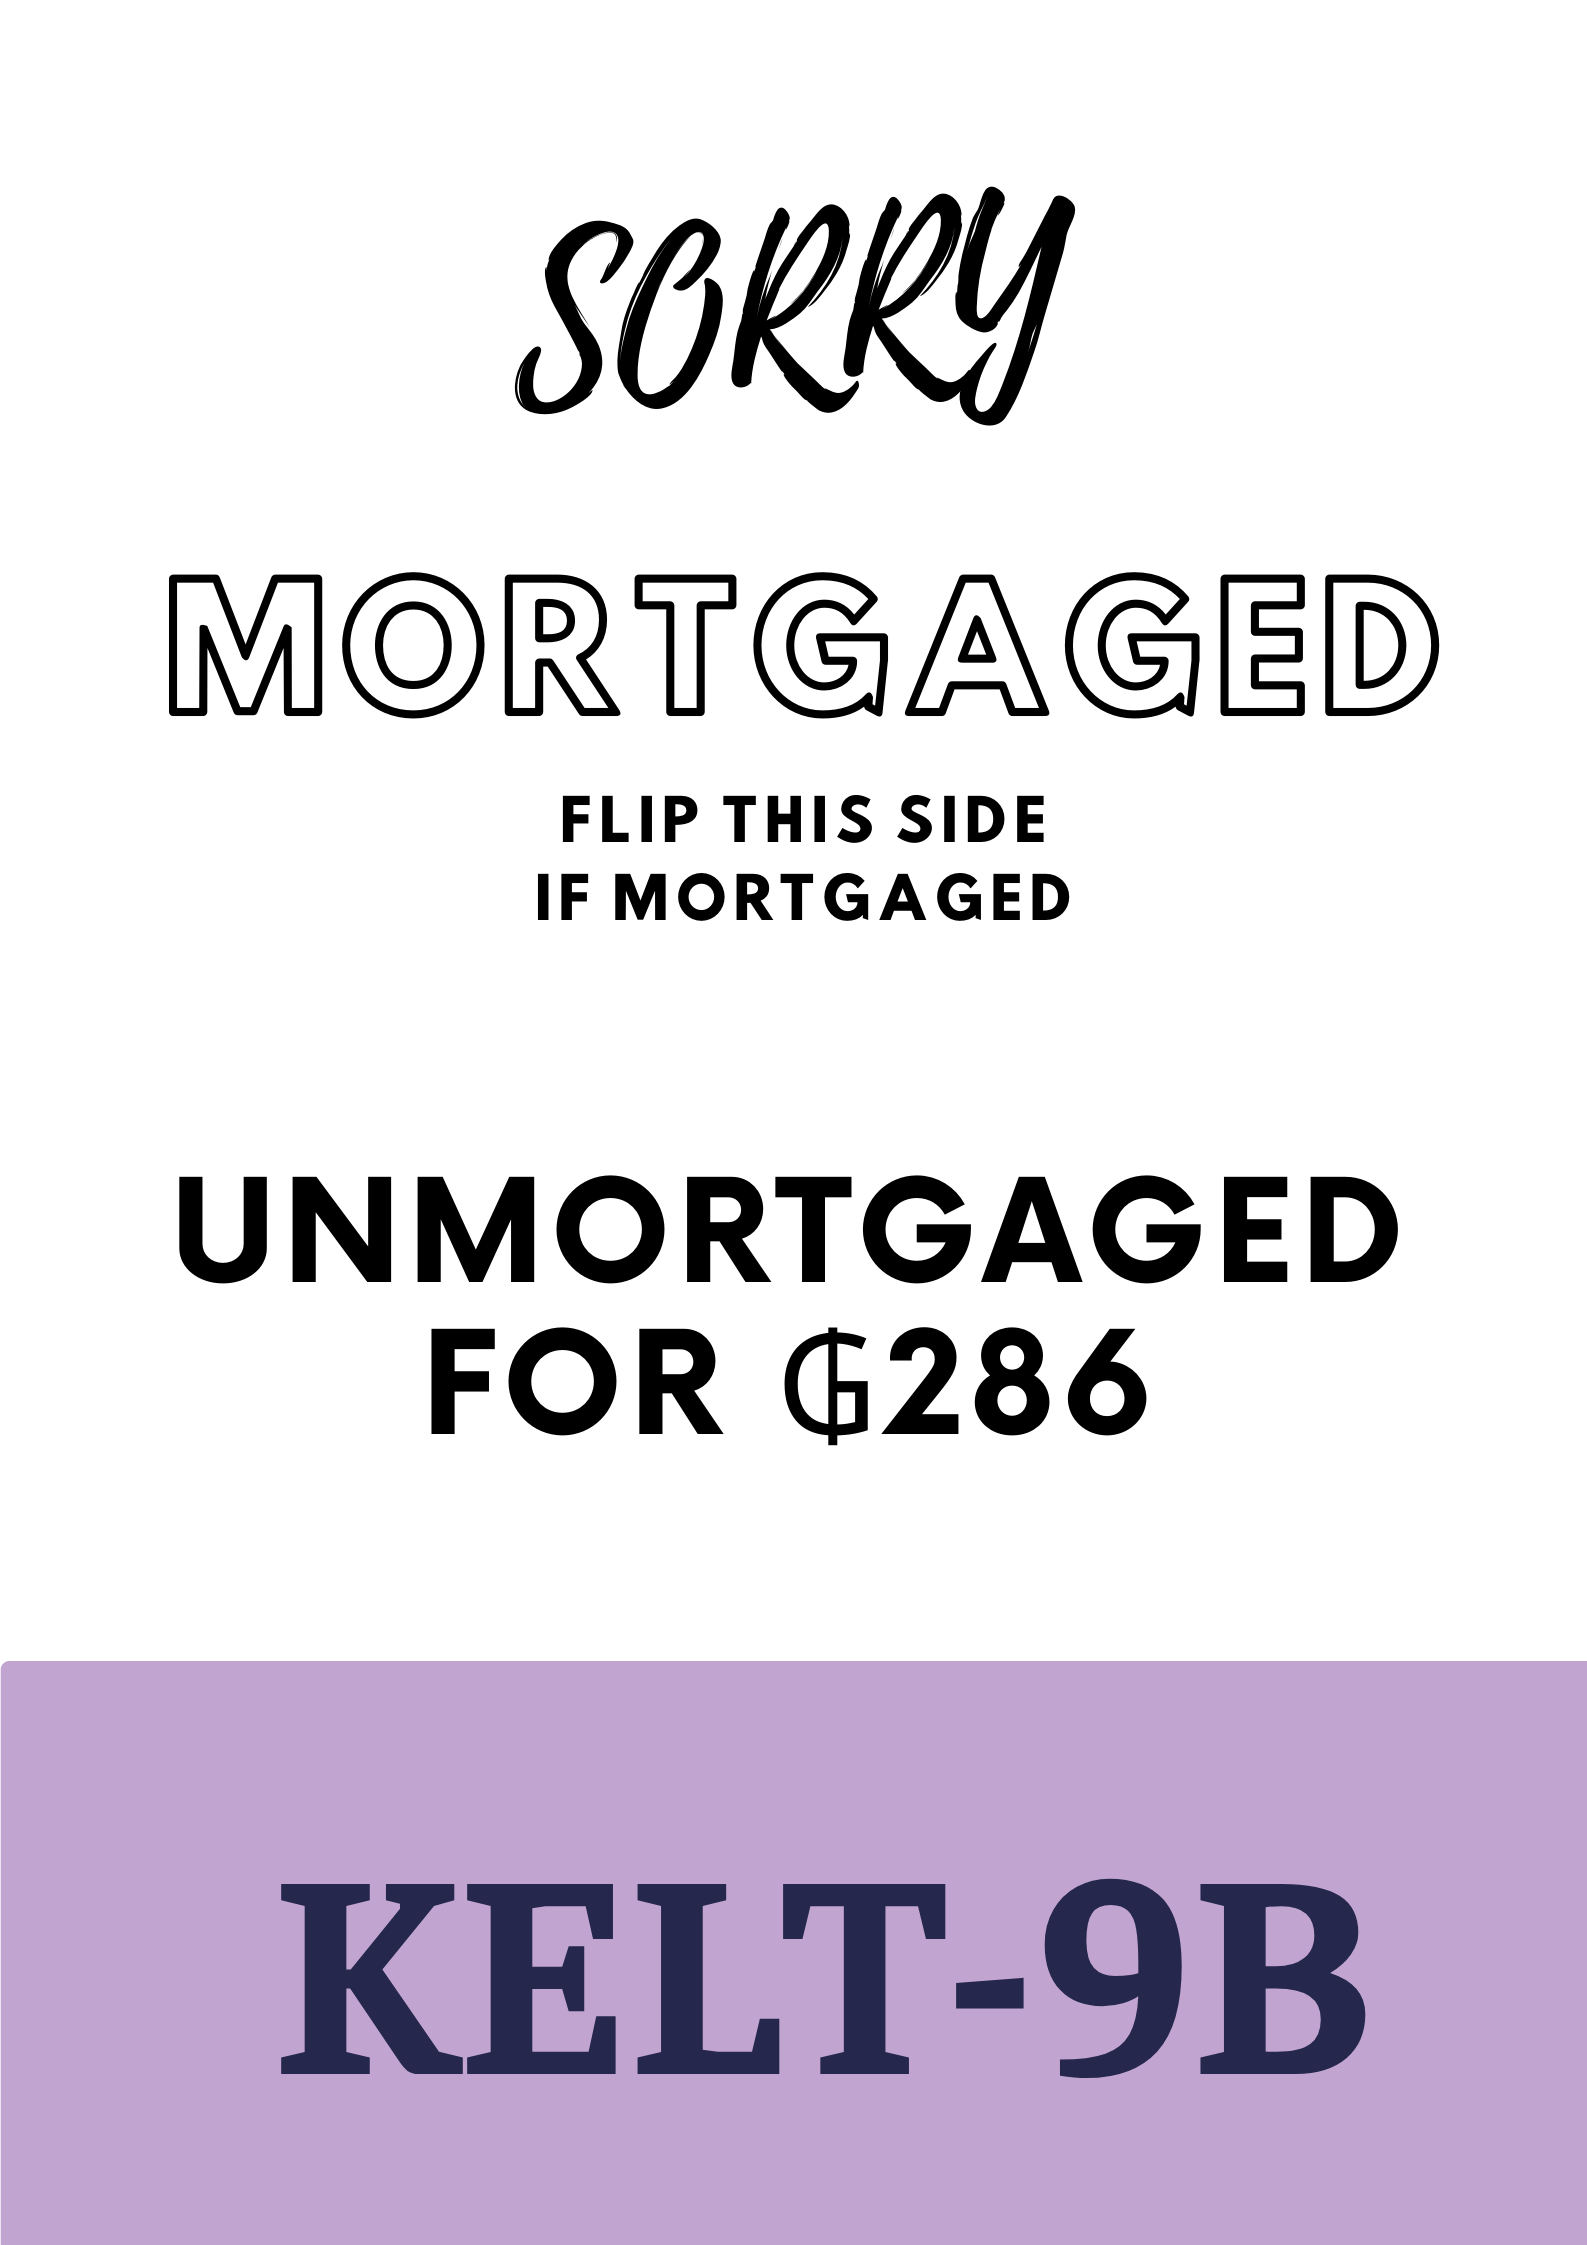 SORRY
MORTGAGED
FLIP THIS SIDE
IF MORTGAGED
UNMORTGAGED
FOR ₲286
KELT-9B